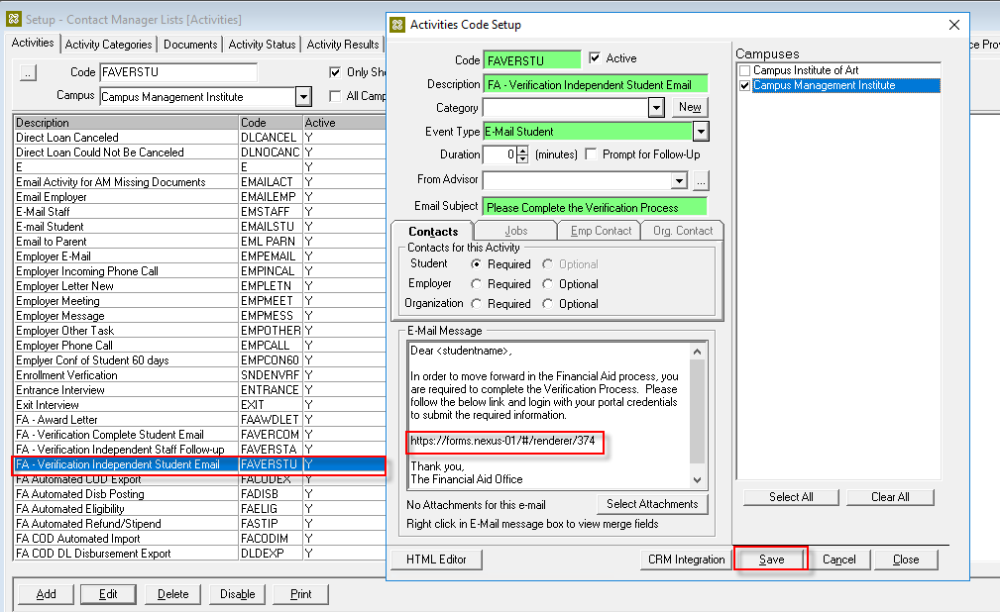 Setup - Contact Manager Lists [Activities]
Activities
Activity Categories
Documents
Activity Status
Activity Results
ce Prov
..
Code FAVERSTU
Only Sho
Campus Campus Management Institute
All Camp
Description Code Active
Direct Loan Canceled DLCANCEL Y
Direct Loan Could Not Be Canceled DLNOCANC Y
E E Y
Email Activity for AM Missing Documents EMAILACT Y
Email Employer EMAILEMP Y
E-Mail Staff EMSTAFF Y
E-mail Student EMAILSTU Y
Email to Parent EML PARN Y
Employer E-Mail EMPEMAIL Y
Employer Incoming Phone Call EMPINCAL Y
Employer Letter New EMPLETN Y
Employer Meeting EMPMEET Y
Employer Message EMPMESS Y
Employer Other Task EMPOTHER Y
Employer Phone Call EMPCALL Y
Emplyer Conf of Student 60 days EMPCON60 Y
Enrollment Verfication SNDENVRF Y
Entrance Interview ENTRANCE Y
Exit Interview EXIT Y
FA - Award Letter FAAWDLET Y
FA - Verification Complete Student Email FAVERCOM Y
FA - Verification Independent Staff Follow-up FAVERSTA Y
FA - Verification Independent Student Email FAVERSTU Y
FA Automated COD Export FACODEX Y
FA Automated Disb Posting FADISB Y
FA Automated Eligibility FAELIG Y
FA Automated Refund/Stipend FASTIP Y
FA COD Automated Import FACODIM Y
FA COD DL Disbursement Export DLDEXP Y
Add
Edit
Delete
Disable
Print
Activities Code Setup
Code FAVERSTU
Active
Description FA - Verification Independent Student Email
Category
New
Event Type E-Mail Student
Duration 0 (minutes)
Prompt for Follow-Up
From Advisor
...
Email Subject Please Complete the Verification Process
Contacts
Jobs
Emp Contact
Org. Contact
Contacts for this Activity
Student Required Optional
Employer Required Optional
Organization Required Optional
E-Mail Message
Dear <studentname>,
In order to move forward in the Financial Aid process, you
are required to complete the Verification Process. Please
follow the below link and login with your portal credentials
to submit the required information.
https://forms.nexus-01/#/renderer/374
Thank you,
The Financial Aid Office
No Attachments for this e-mail
Select Attachments
Right click in E-Mail message box to view merge fields
Campuses
Campus Institute of Art
Campus Management Institute
Select All
Clear All
HTML Editor
CRM Integration
Save
Cancel
Close